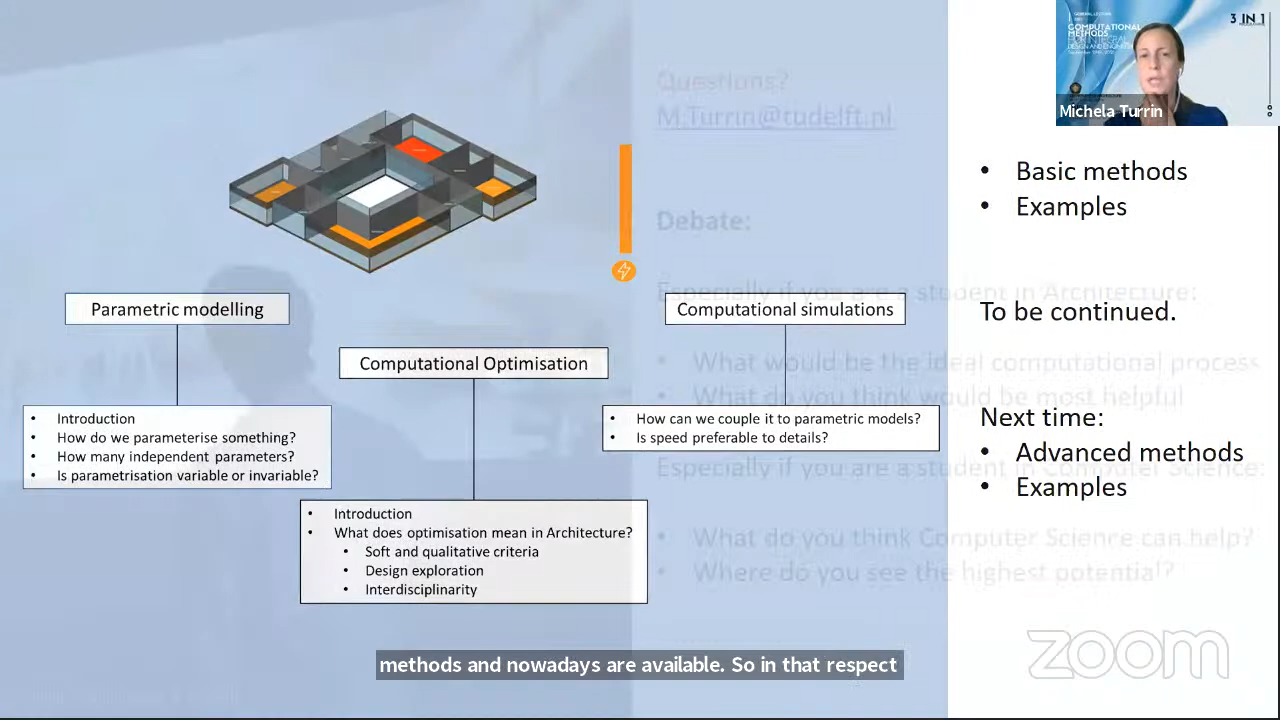 3 IN 1
COMPUTATIONAL
METHODS
Michela Turrin
Questions?
M.Turrin@tudelft.nl
• Basic methods
• Examples
Debate:
Especially if you are a student in Architecture:
Parametric modelling
Computational simulations
To be continued.
Computational Optimisation
• What would be the ideal computational process
• What do you think would be most helpful
• Introduction
• How do we parameterise something?
• How many independent parameters?
• Is parametrisation variable or invariable?
• How can we couple it to parametric models?
• Is speed preferable to details?
Next time:
• Advanced methods
• Examples
Especially if you are a student in Computer Science:
• Introduction
• What does optimisation mean in Architecture?
• Soft and qualitative criteria
• Design exploration
• Interdisciplinarity
• What do you think Computer Science can help?
• Where do you see the highest potential?
methods and nowadays are available. So in that respect
zoom